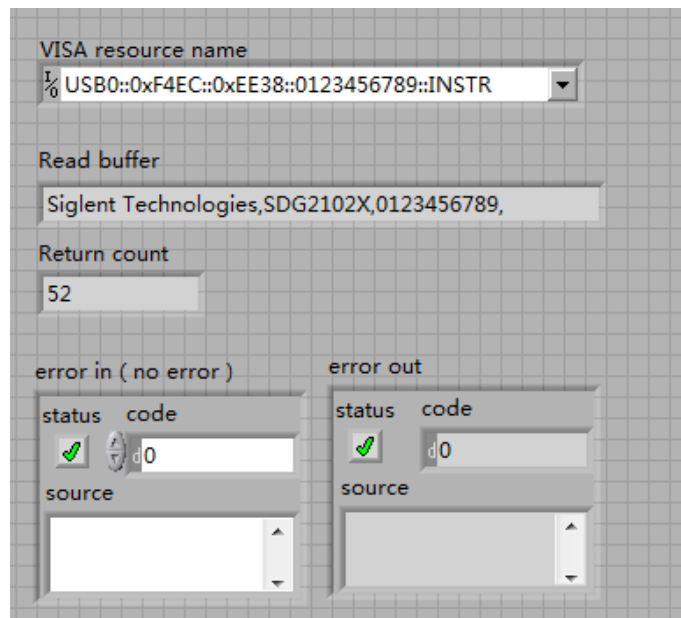 VISA resource name
I/O USB0::0xF4EC::0xEE38::0123456789::INSTR
Read buffer
Siglent Technologies,SDG2102X,0123456789,
Return count
52
error in ( no error )
error out
status code
status code
d 0
d 0
source
source